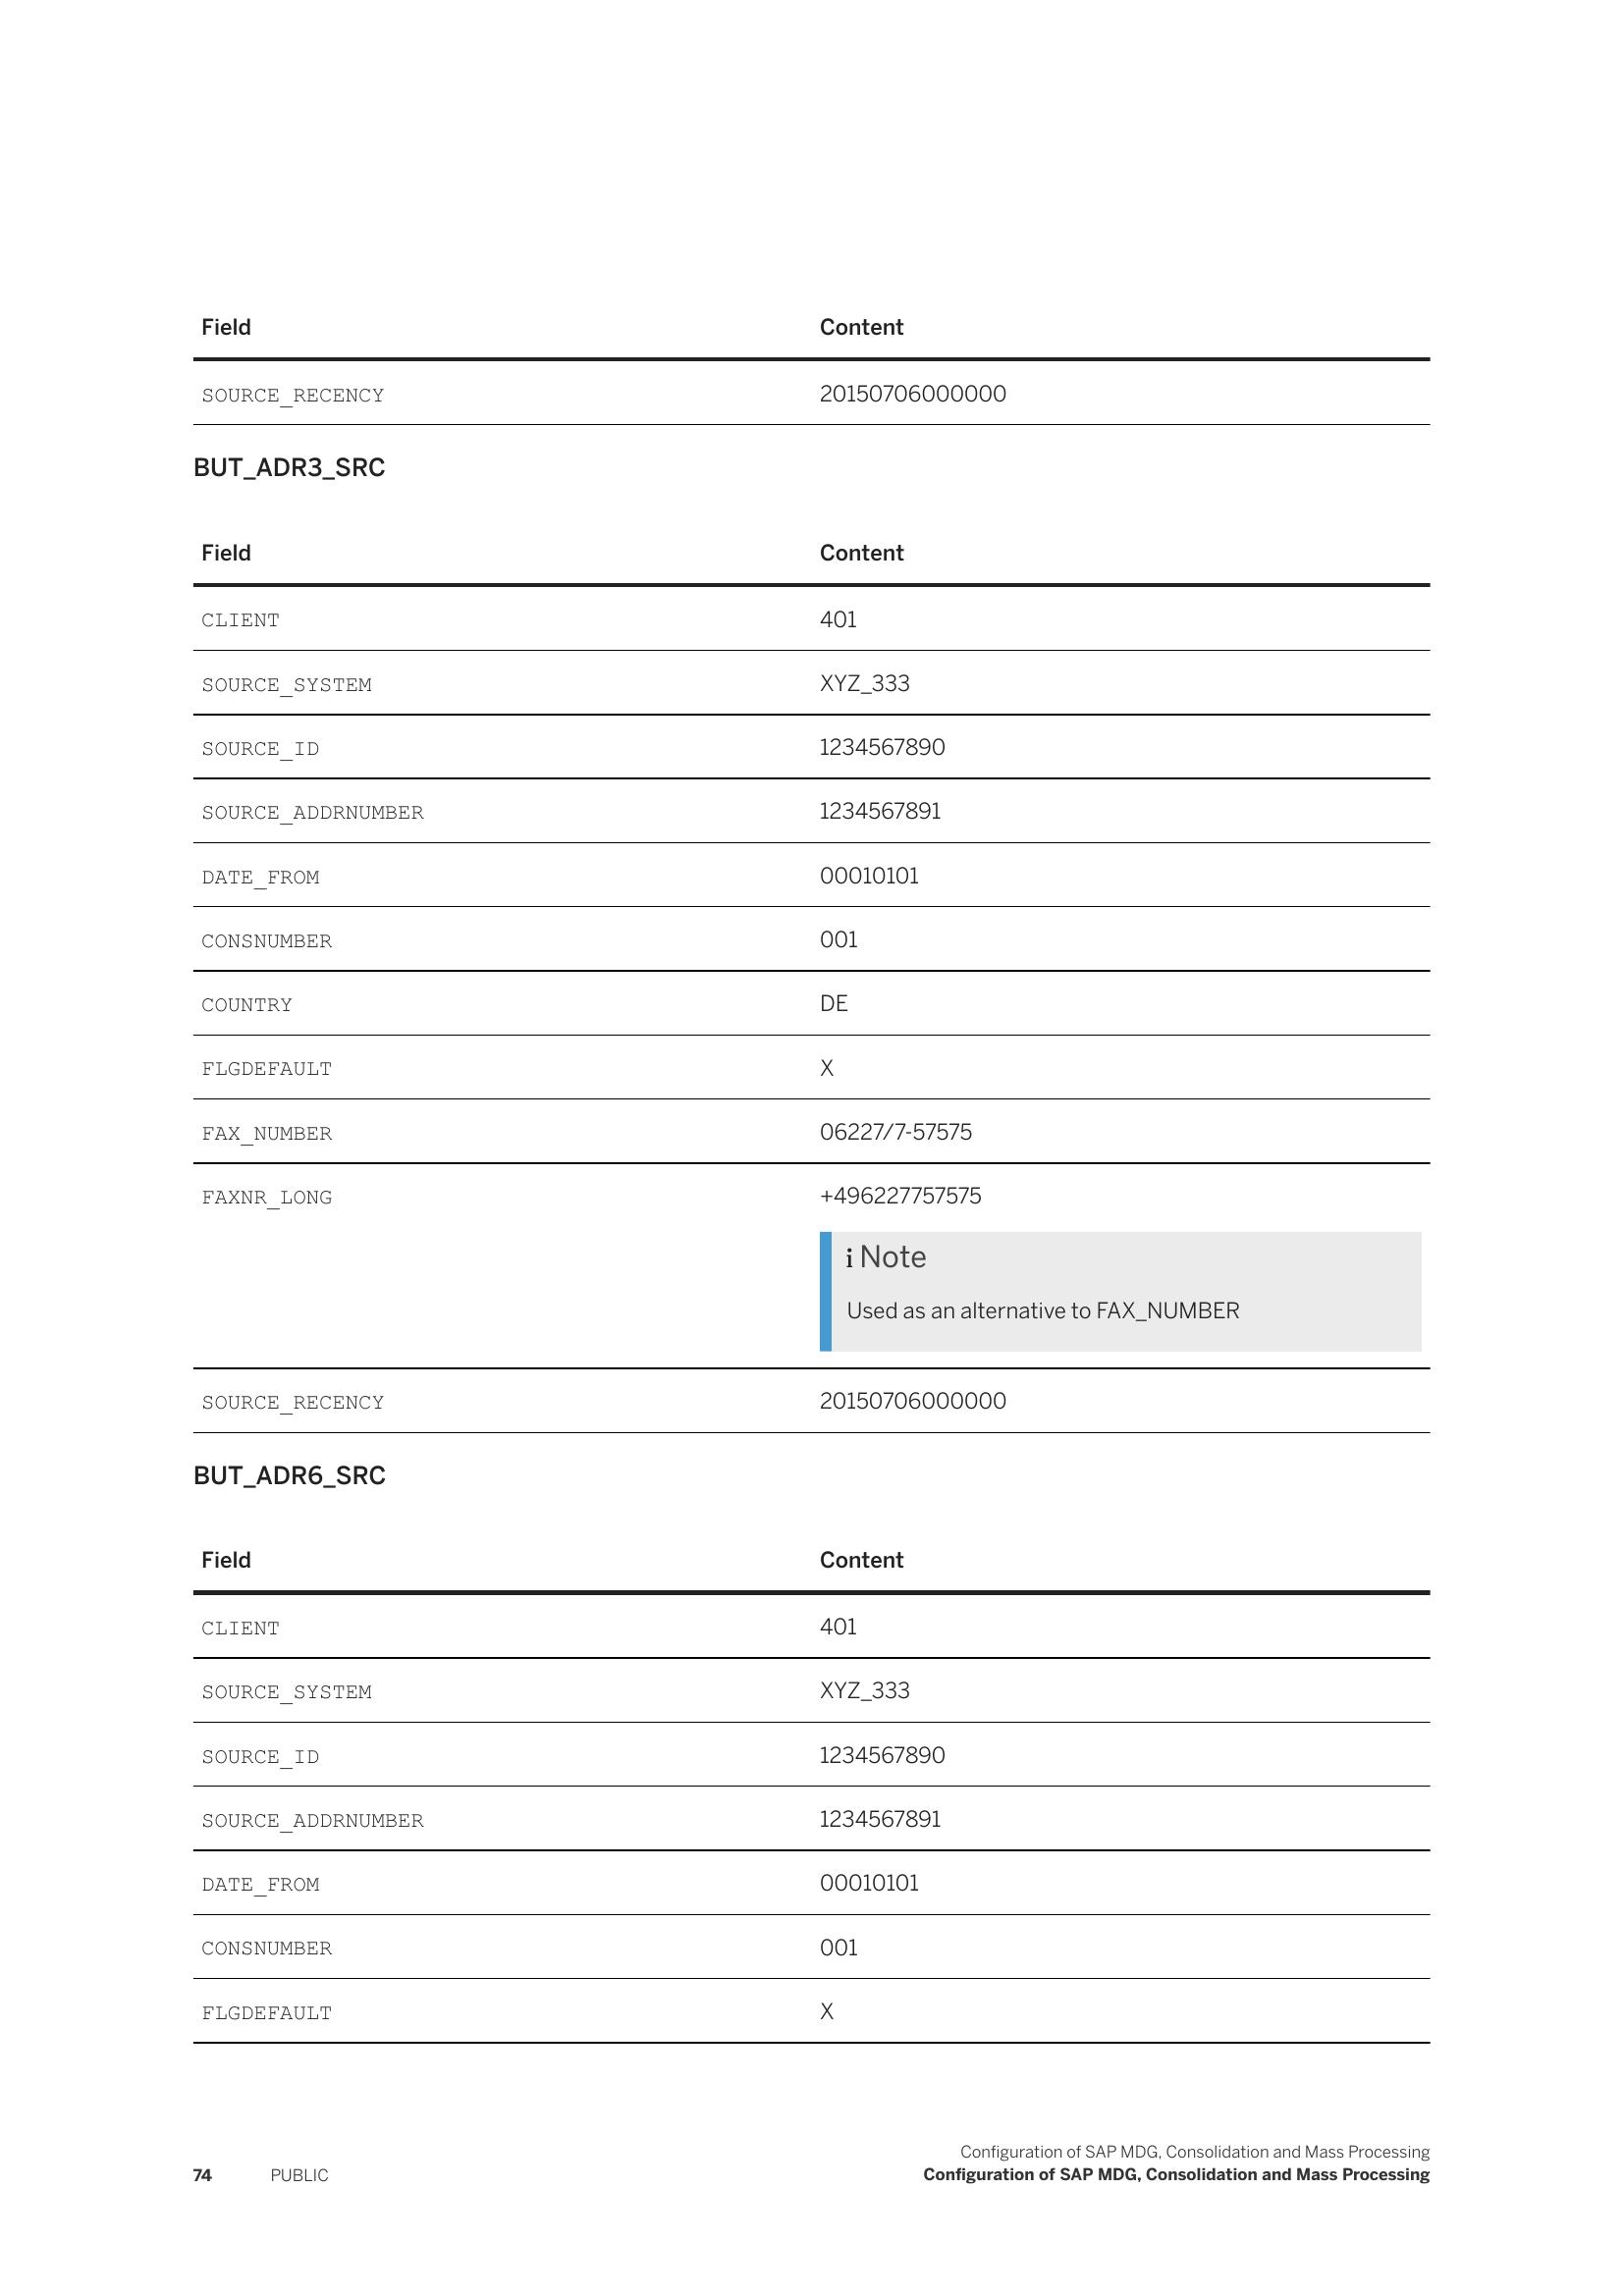 Field Content
SOURCE_RECENCY 20150706000000
BUT_ADR3_SRC
Field Content
CLIENT 401
SOURCE_SYSTEM XYZ_333
SOURCE_ID 1234567890
SOURCE_ADDRNUMBER 1234567891
DATE_FROM 00010101
CONSNUMBER 001
COUNTRY DE
FLGDEFAULT X
FAX_NUMBER 06227/7-57575
FAXNR_LONG +496227757575
i Note
Used as an alternative to FAX_NUMBER
SOURCE_RECENCY 20150706000000
BUT_ADR6_SRC
Field Content
CLIENT 401
SOURCE_SYSTEM XYZ_333
SOURCE_ID 1234567890
SOURCE_ADDRNUMBER 1234567891
DATE_FROM 00010101
CONSNUMBER 001
FLGDEFAULT X
Configuration of SAP MDG, Consolidation and Mass Processing
74 PUBLIC Configuration of SAP MDG, Consolidation and Mass Processing